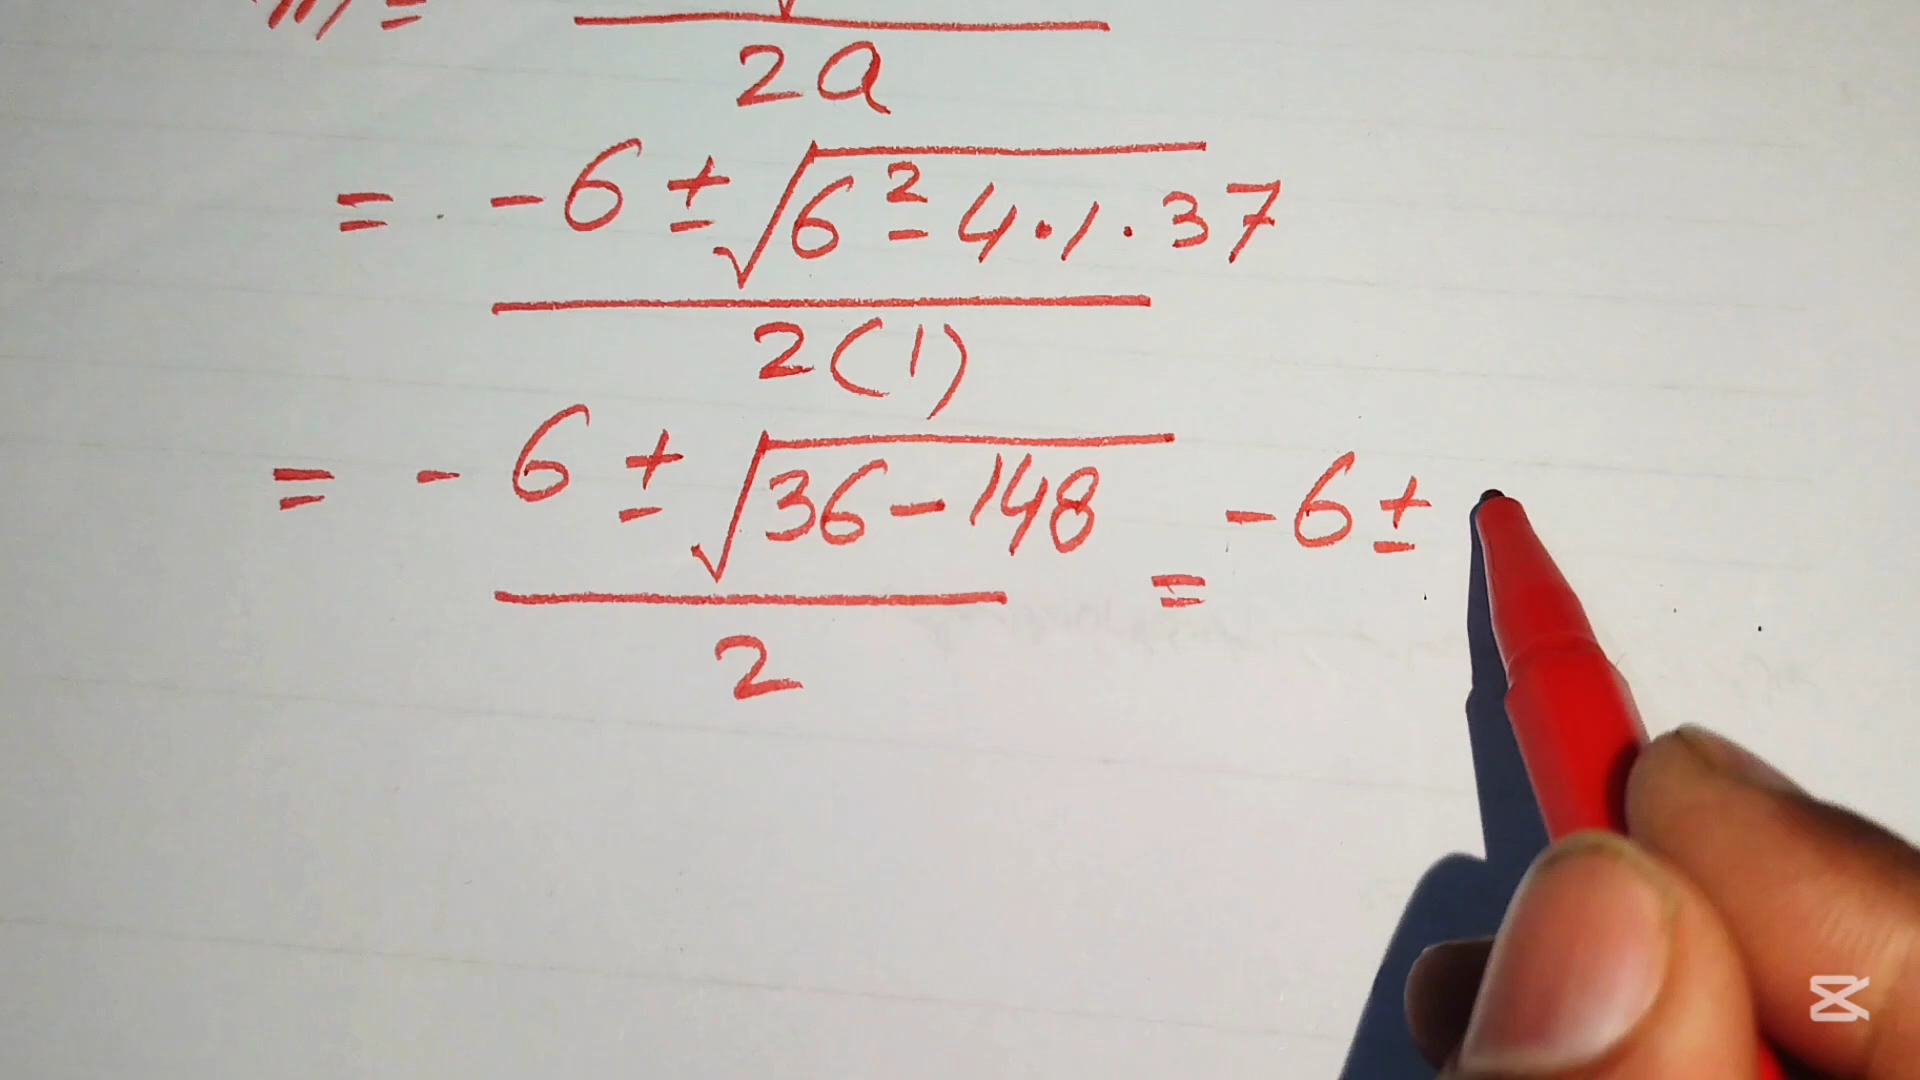 =
2a
= -6 ± √6² - 4·1·37
2(1)
= -6 ± √36-148 = -6 ±
2